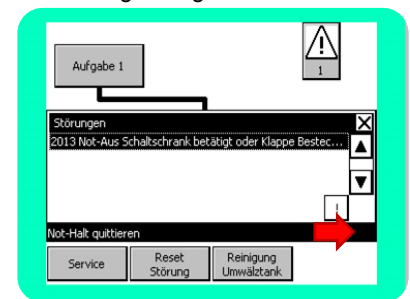 Aufgabe 1
1
Störungen
2013 Not-Aus Schaltschrank betätigt oder Klappe Bestec...
Not-Halt quittieren
Service
Reset
Störung
Reinigung
Umwälztank